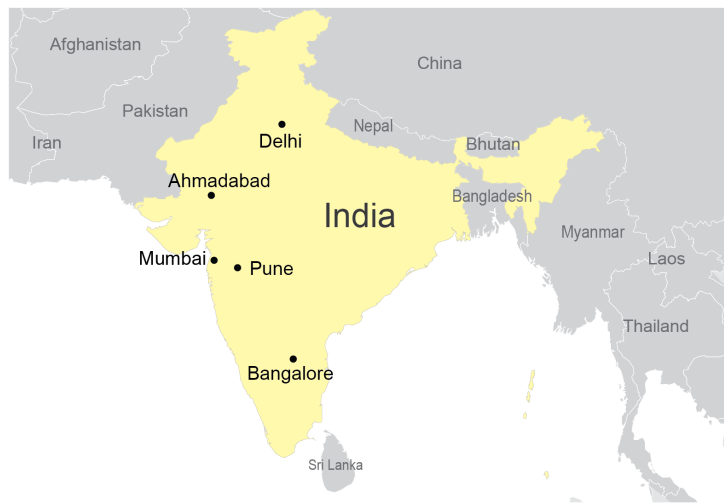 Afghanistan
China
Pakistan
Nepal
Iran
Delhi
Bhutan
Ahmadabad
Bangladesh
India
Myanmar
Mumbai
Pune
Laos
Thailand
Bangalore
Sri Lanka